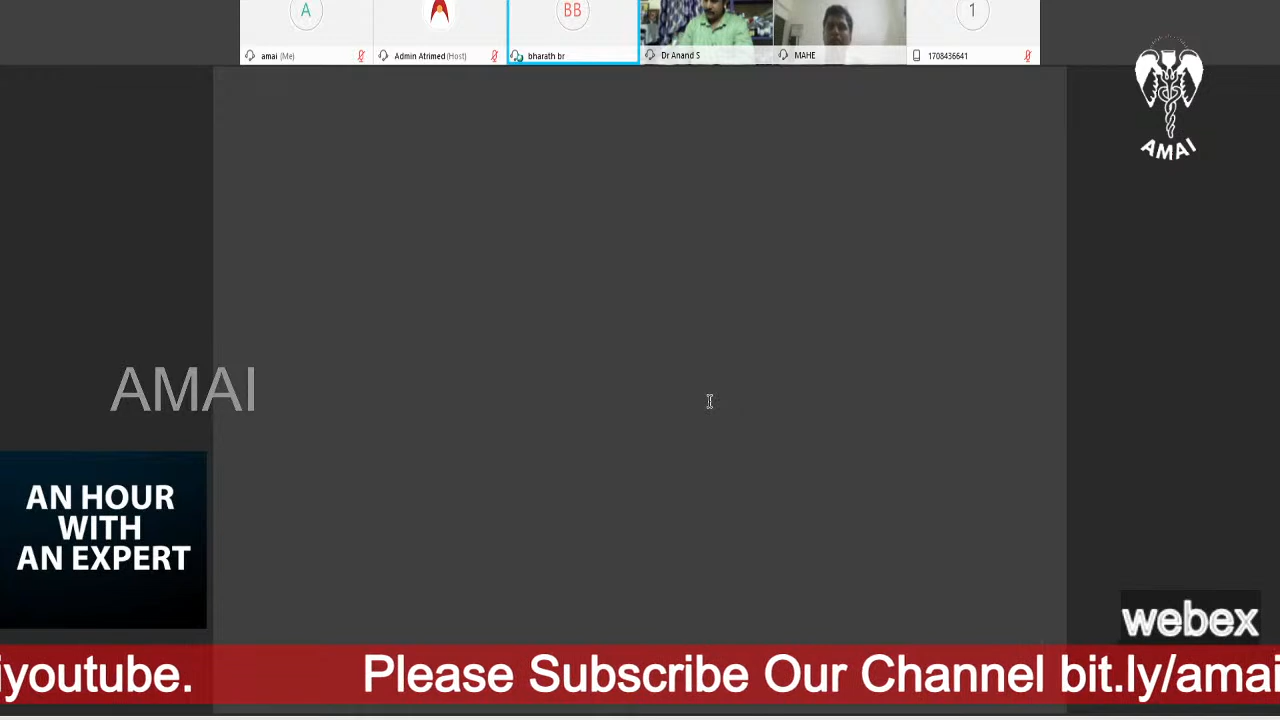 A
BB
1
amai (Me)
Admin Atrimed (Host)
bharath br
Dr Anand S
MAHE
1708436641
AMAI
AMAI
AN HOUR
WITH
AN EXPERT
webex
iyoutube. Please Subscribe Our Channel bit.ly/amai